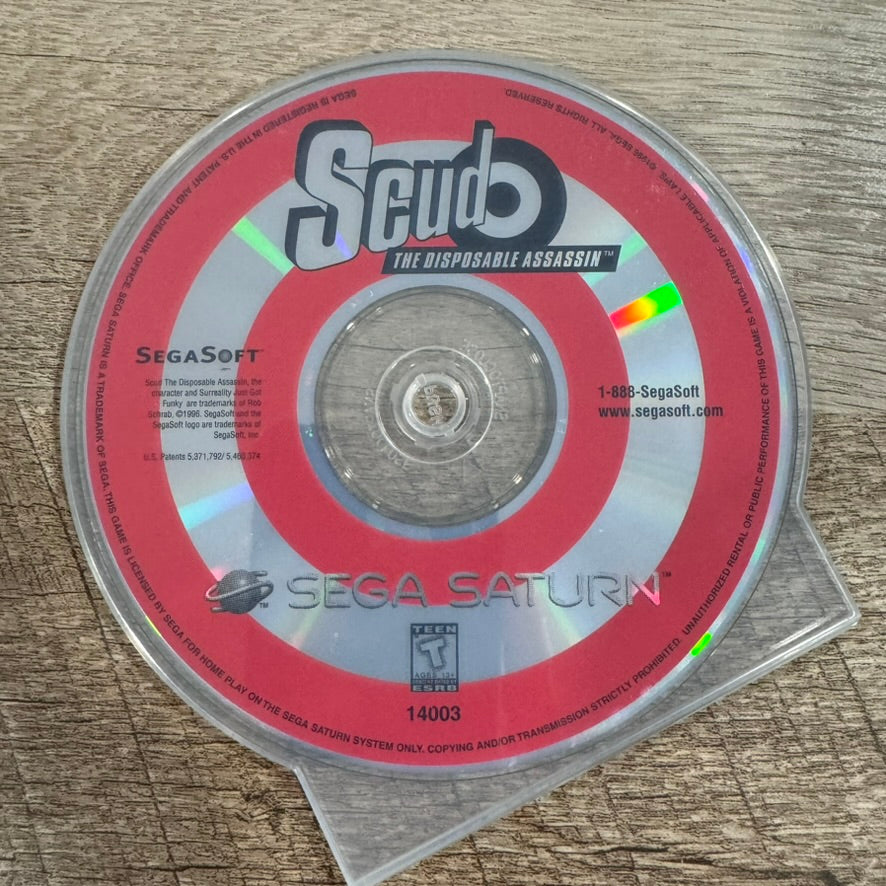 Scud
THE DISPOSABLE ASSASSIN™
SEGASOFT™
Scud The Disposable Assassin, the
character and Surreality Just Got
Funky are trademarks of Rob
Schrab. ©1996. SegaSoft and the
SegaSoft logo are trademarks of
SegaSoft, Inc.
U.S. Patents 5,371,792/ 5,460,374
1-888-SegaSoft
www.segasoft.com
SEGA SATURN™
TEEN
T
AGES 13+
ESRB
14003
SEGA IS REGISTERED IN THE U.S. PATENT AND TRADEMARK OFFICE. SEGA SATURN IS A TRADEMARK OF SEGA. THIS GAME IS LICENSED BY SEGA FOR HOME PLAY ON THE SEGA SATURN SYSTEM ONLY. COPYING AND/OR TRANSMISSION STRICTLY PROHIBITED. UNAUTHORIZED RENTAL OR PUBLIC PERFORMANCE OF THIS GAME IS A VIOLATION OF APPLICABLE LAWS. ©1996 SEGA. ALL RIGHTS RESERVED.